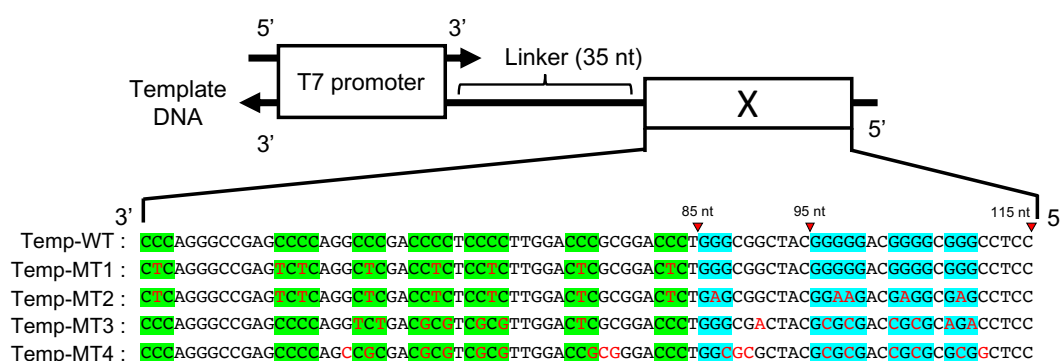 5’ 3’
T7 promoter
Linker (35 nt)
Template
DNA
X
3’
5’
3’ 85 nt 95 nt 115 nt 5
Temp-WT : CCCAGGGCCGAGCCCCAGGCCCGACCCCTCCCCTTGGACCCGCGGACCCTGGGCGGCTACGGGGGACGGGGCGGGCCTCC
Temp-MT1 : CTCAGGGCCGAGTCTCAGGCTCGACCTCTCCTCTTGGACTCGCGGACTCTGGGCGGCTACGGGGGACGGGGCGGGCCTCC
Temp-MT2 : CTCAGGGCCGAGTCTCAGGCTCGACCTCTCCTCTTGGACTCGCGGACTCTGAGCGGCTACGGAAGACGAGGCGAGCCTCC
Temp-MT3 : CCCAGGGCCGAGCCCCAGGTCTGACGCGTCGCGTTGGACTCGCGGACCCTGGGCGACTACGCGCGACCGCGCAGACCTCC
Temp-MT4 : CCCAGGGCCGAGCCCCAGCCGCGACGCGTCGCGTTGGACCGCGGGACCCTGGCGCGCTACGCGCGACCGCGCGCGGCTCC